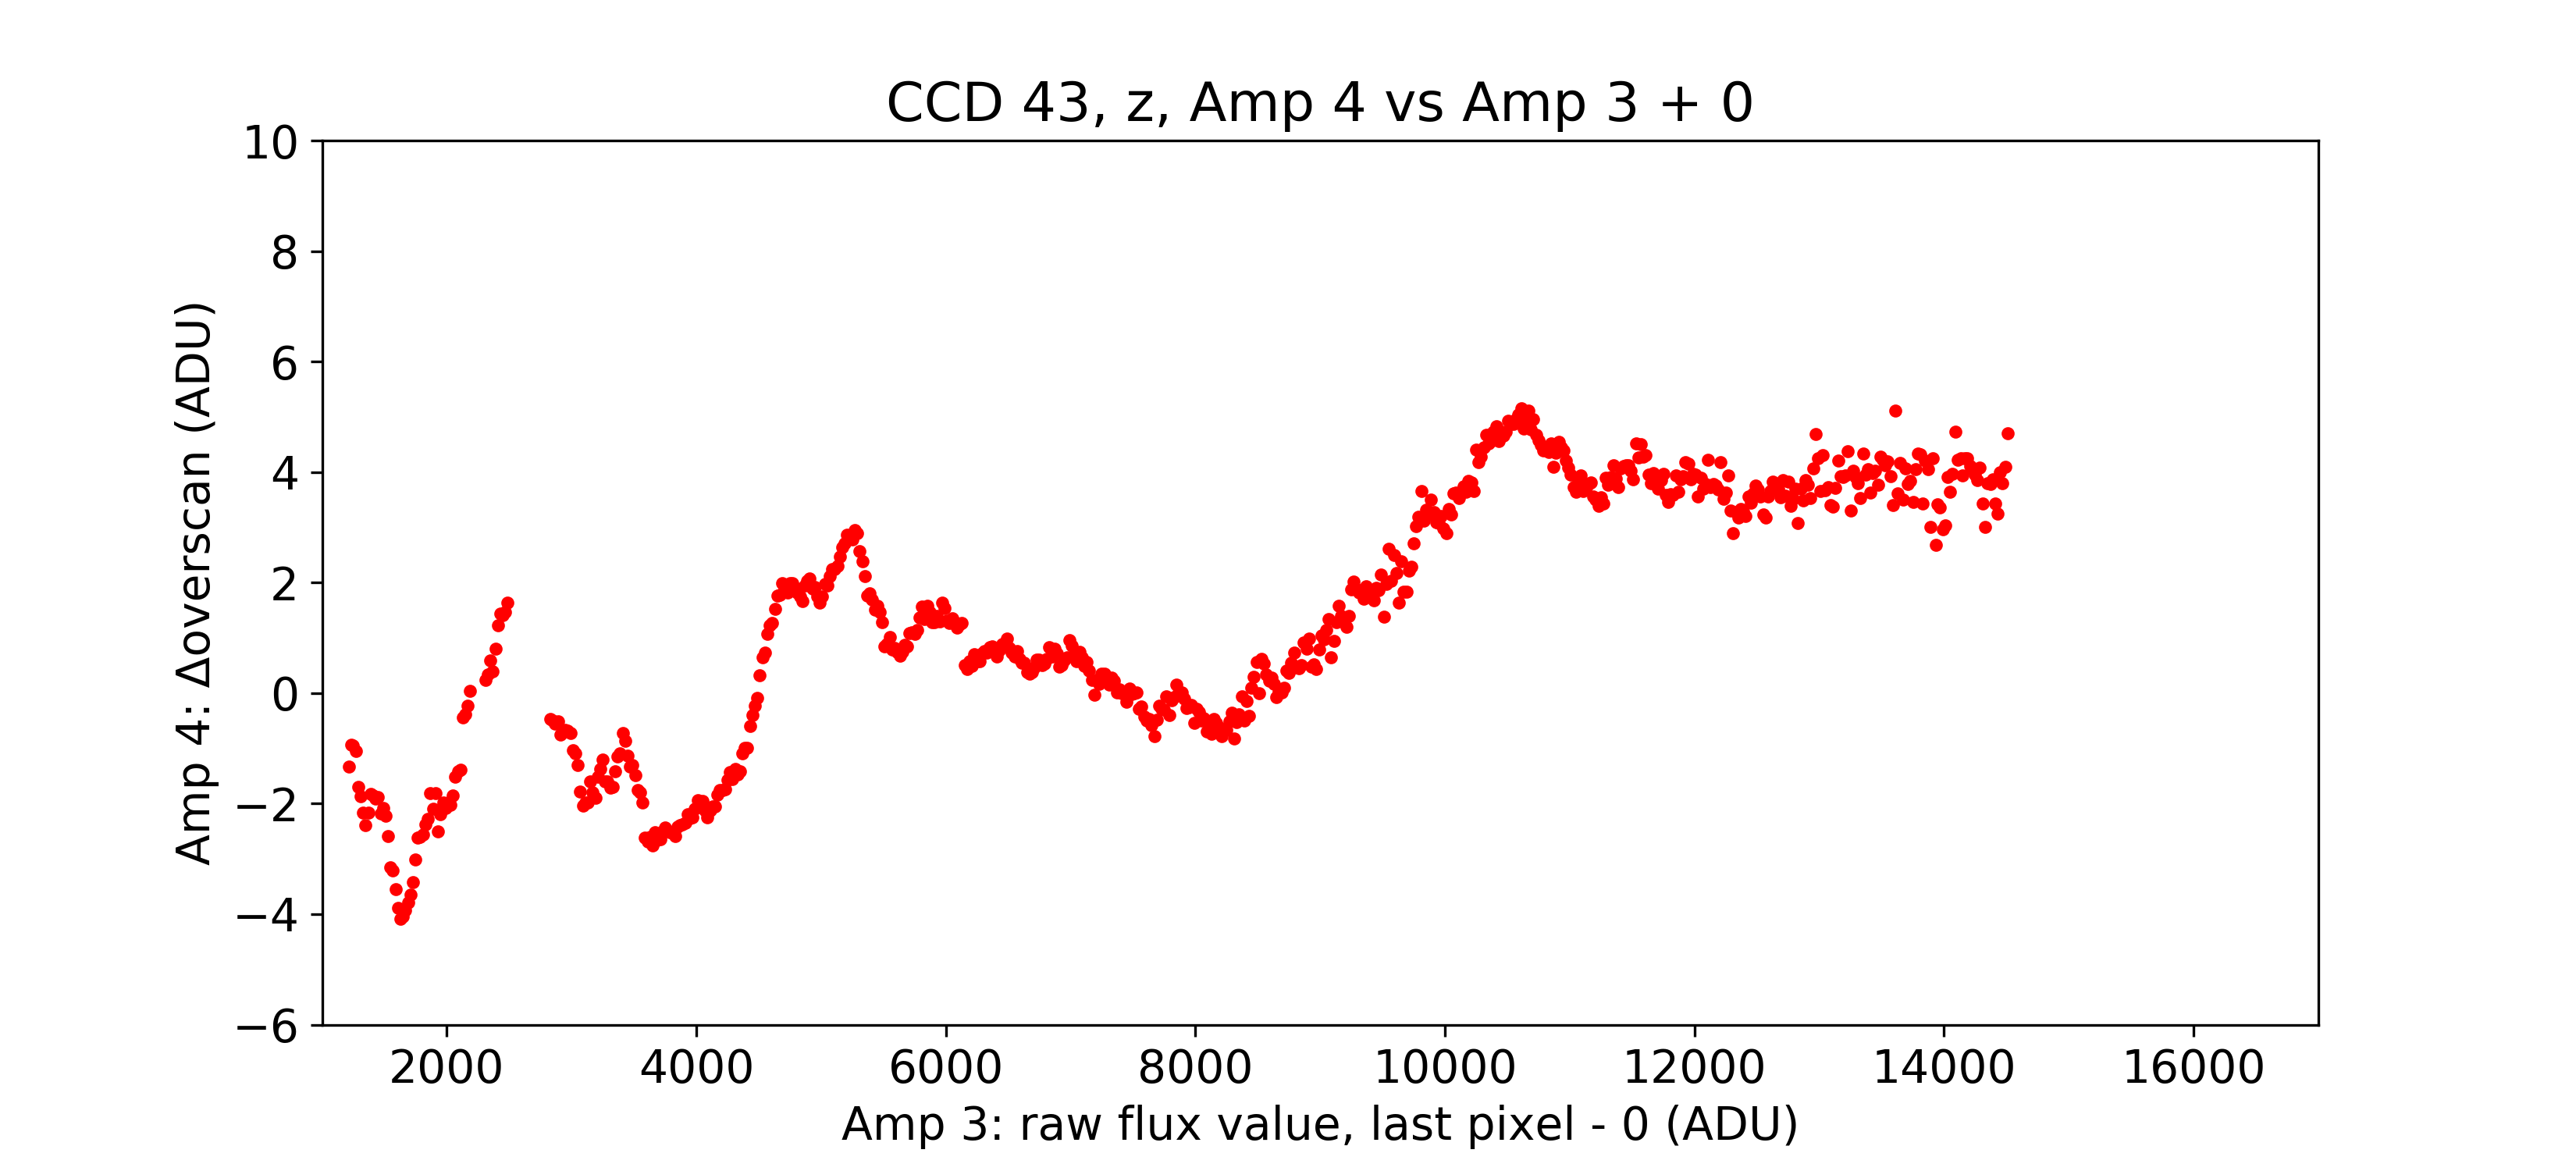 CCD 43, z, Amp 4 vs Amp 3 + 0
10
8
6
4
2
0
−2
−4
−6
Amp 4: Δoverscan (ADU)
2000 4000 6000 8000 10000 12000 14000 16000
Amp 3: raw flux value, last pixel - 0 (ADU)